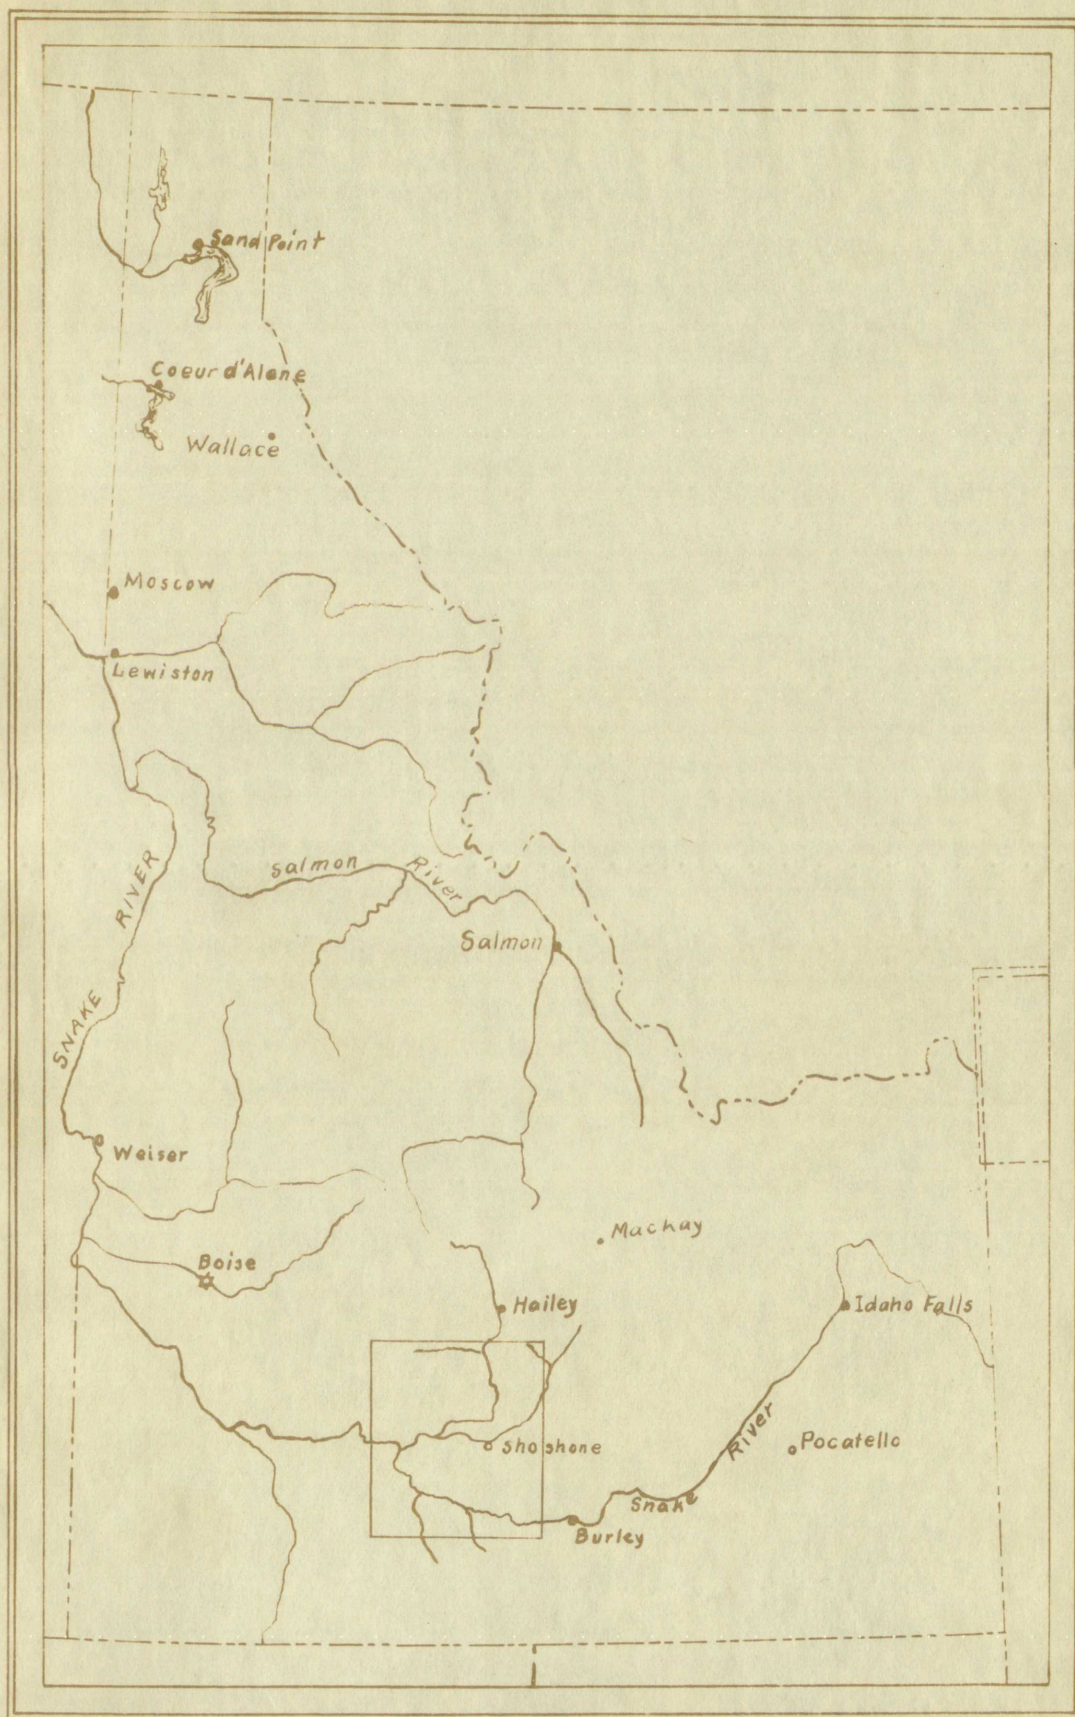 Sand Point
Coeur d'Alene
Wallace
Moscow
Lewiston
Salmon River
SNAKE RIVER
Salmon
Weiser
Machay
Boise
Hailey
Idaho Falls
Shoshone
Pocatello
Snake River
Burley